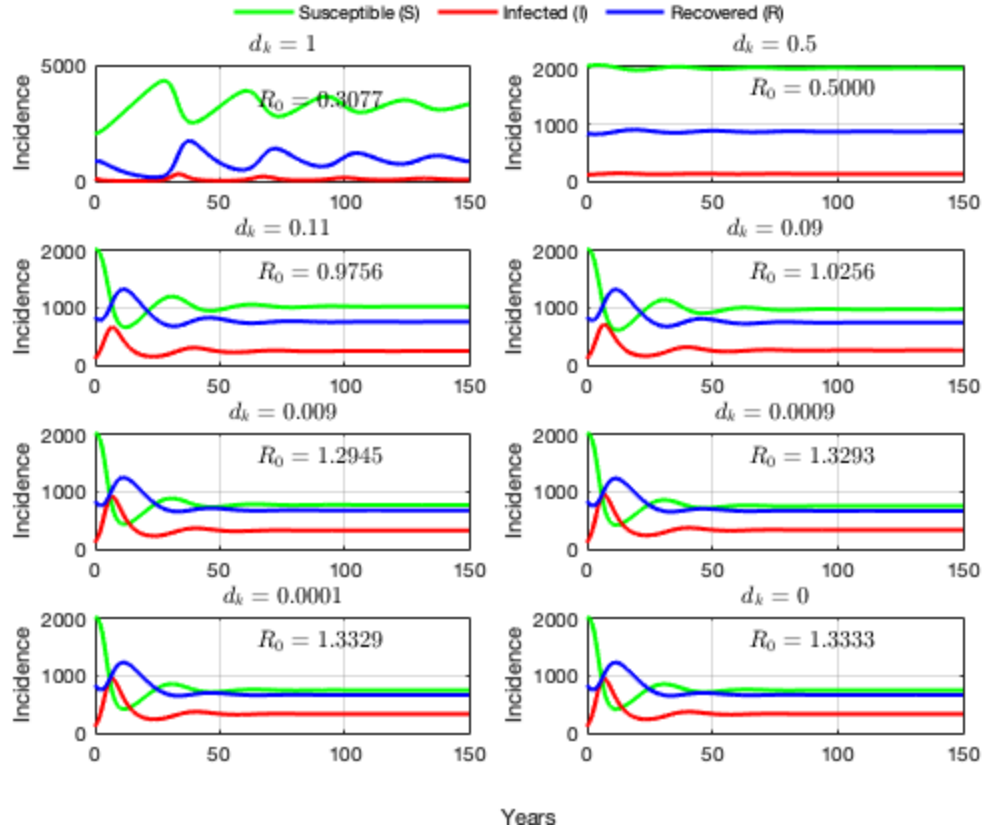 Susceptible (S) Infected (I) Recovered (R)
d_k = 1
d_k = 0.5
5000
0
Incidence
R_0 = 0.3077
0 50 100 150
2000
1000
0
Incidence
R_0 = 0.5000
0 50 100 150
d_k = 0.11
d_k = 0.09
2000
1000
0
Incidence
R_0 = 0.9756
0 50 100 150
2000
1000
0
Incidence
R_0 = 1.0256
0 50 100 150
d_k = 0.009
d_k = 0.0009
2000
1000
0
Incidence
R_0 = 1.2945
0 50 100 150
2000
1000
0
Incidence
R_0 = 1.3293
0 50 100 150
d_k = 0.0001
d_k = 0
2000
1000
0
Incidence
R_0 = 1.3329
0 50 100 150
2000
1000
0
Incidence
R_0 = 1.3333
0 50 100 150
Years